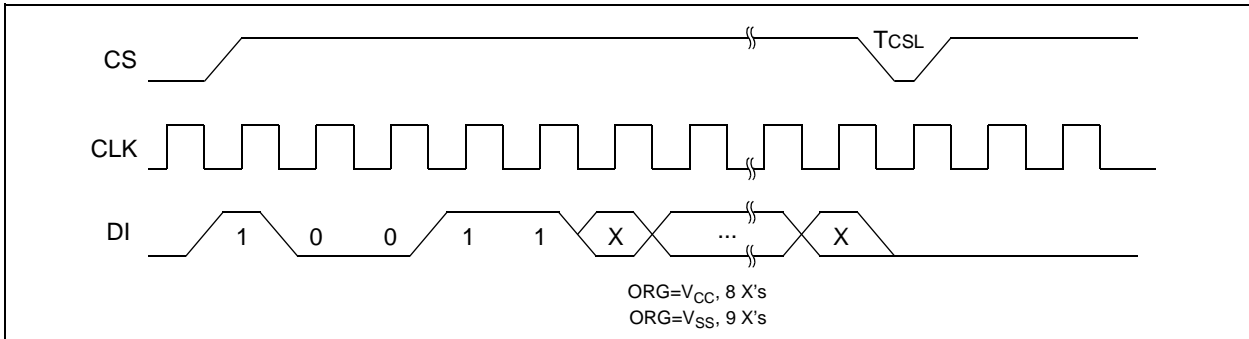 CS TCSL
CLK
DI 1 0 0 1 1 X ... X
ORG=VCC, 8 X's
ORG=VSS, 9 X's